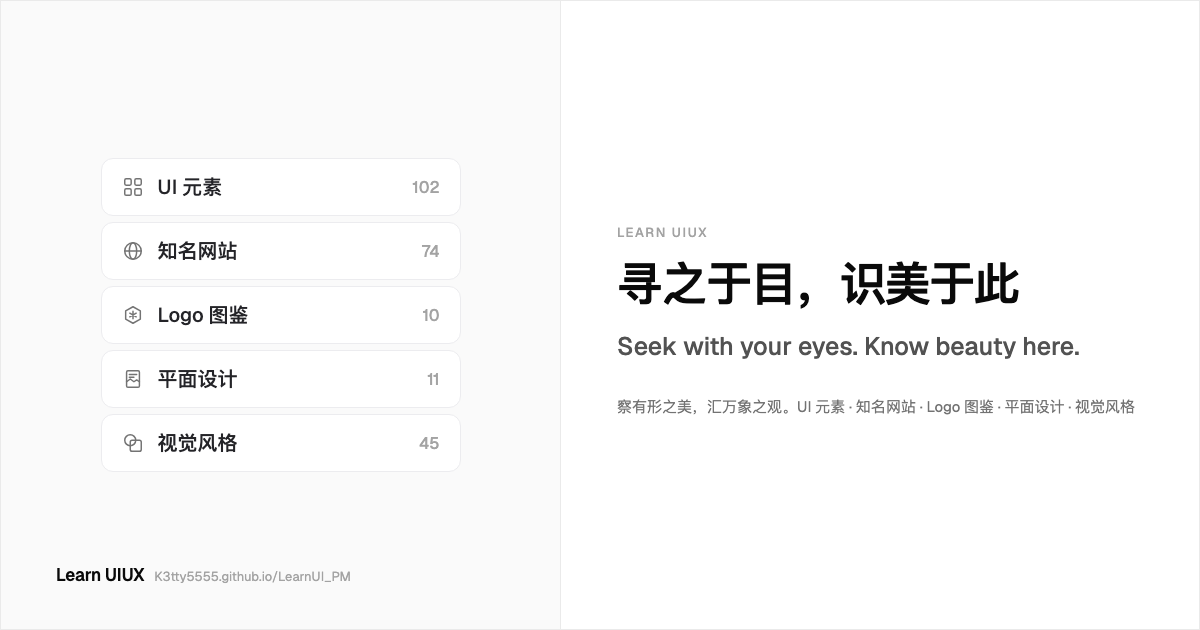 UI 元素 102
知名网站 74
Logo 图鉴 10
平面设计 11
视觉风格 45
Learn UIUX K3tty5555.github.io/LearnUI_PM
LEARN UIUX
寻之于目，识美于此
Seek with your eyes. Know beauty here.
察有形之美，汇万象之观。UI 元素 · 知名网站 · Logo 图鉴 · 平面设计 · 视觉风格